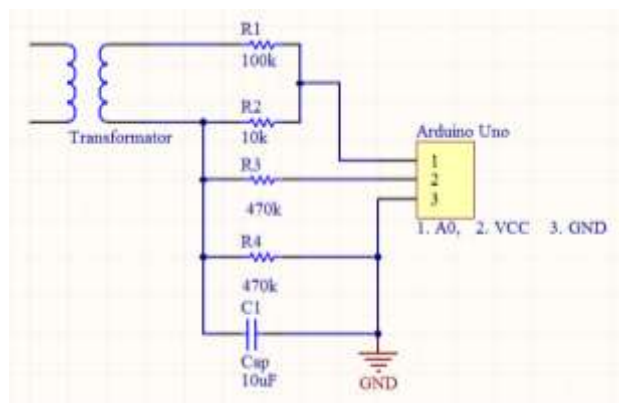 R1
100k
R2
10k
Transformator
Arduino Uno
R3
1
2
470k
3
1. A0, 2. VCC 3. GND
R4
470k
C1
Cap
10uF
GND